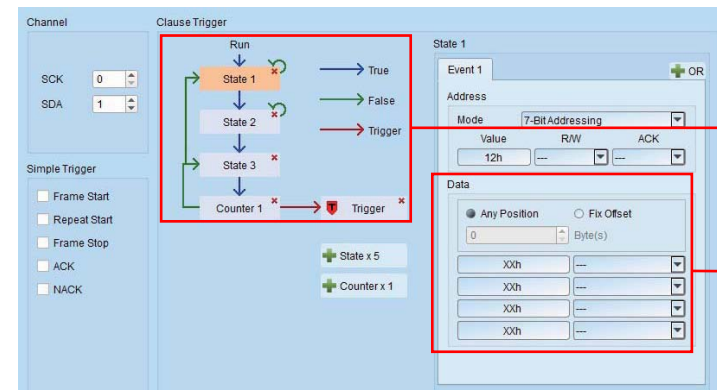 Channel
SCK 0
SDA 1
Simple Trigger
Frame Start
Repeat Start
Frame Stop
ACK
NACK
Clause Trigger
Run
State 1
State 2
State 3
Counter 1
Trigger
True
False
Trigger
State x 5
Counter x 1
State 1
Event 1
OR
Address
Mode 7-Bit Addressing
Value R/W ACK
12h --- ---
Data
Any Position Fix Offset
0 Byte(s)
XXh ---
XXh ---
XXh ---
XXh ---